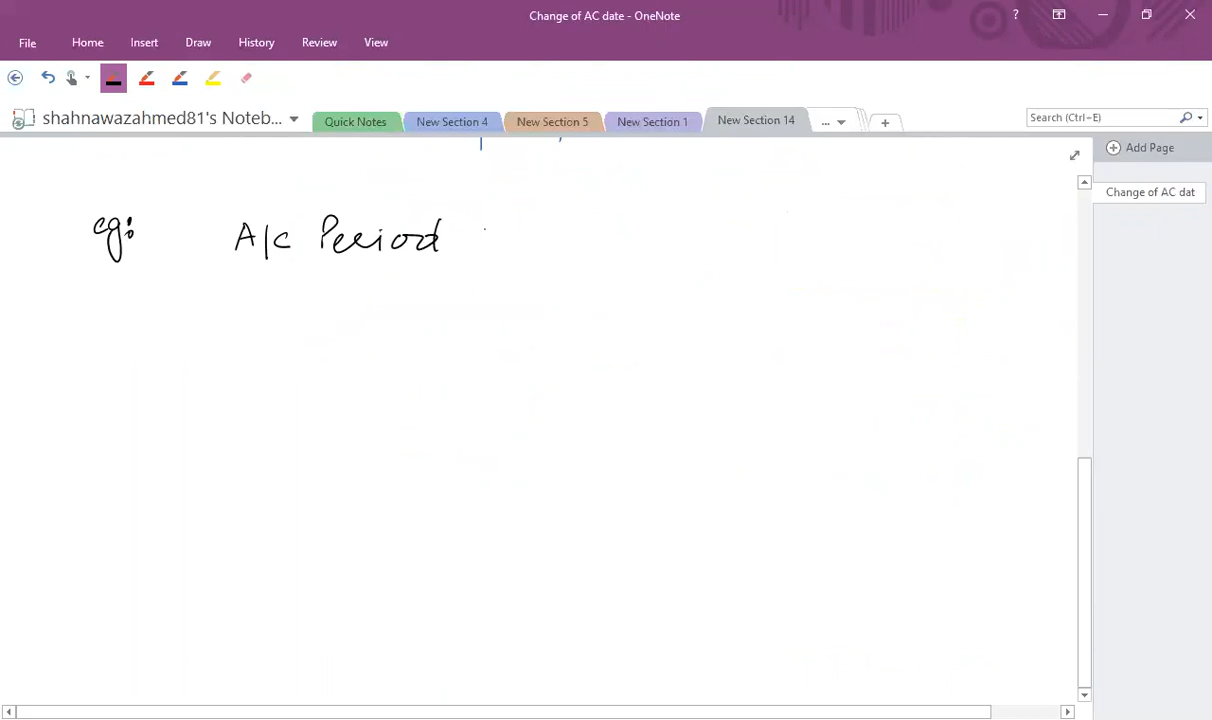 Change of AC date - OneNote
?
File Home Insert Draw History Review View
shahnawazahmed81's Noteb... Quick Notes New Section 4 New Section 5 New Section 1 New Section 14 ... + Search (Ctrl+E)
+ Add Page
Change of AC dat
eg: A/c Period